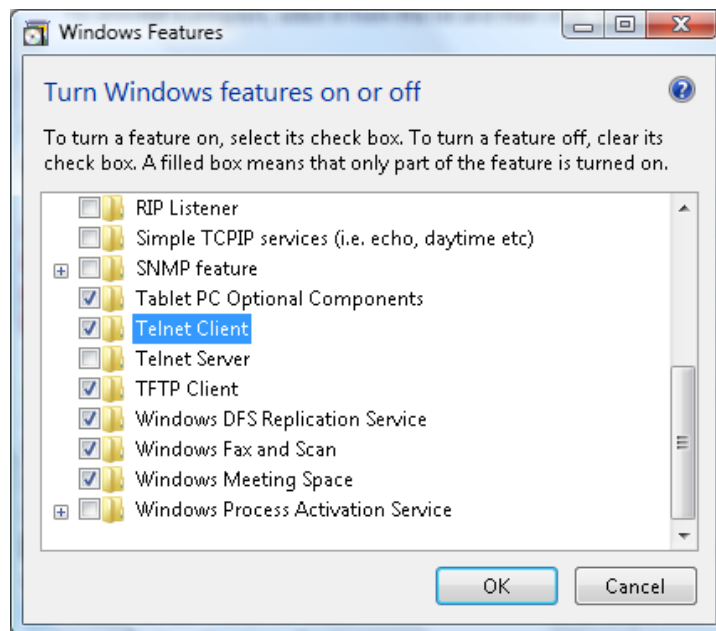 Windows Features
Turn Windows features on or off
To turn a feature on, select its check box. To turn a feature off, clear its
check box. A filled box means that only part of the feature is turned on.
RIP Listener
Simple TCPIP services (i.e. echo, daytime etc)
SNMP feature
Tablet PC Optional Components
Telnet Client
Telnet Server
TFTP Client
Windows DFS Replication Service
Windows Fax and Scan
Windows Meeting Space
Windows Process Activation Service
OK
Cancel